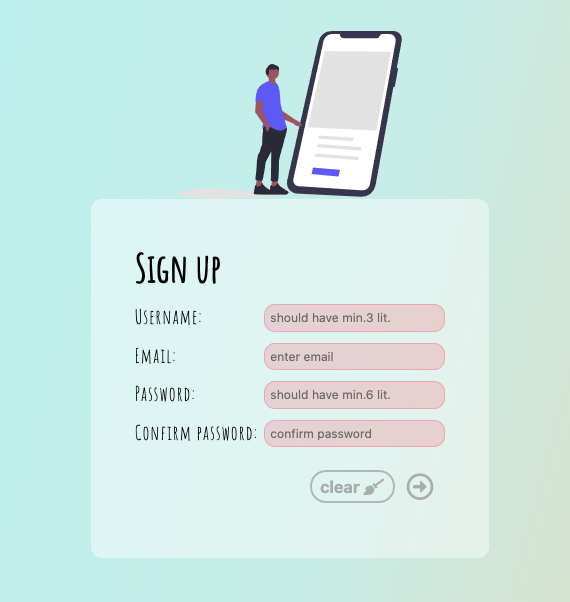 Sign up
Username: should have min.3 lit.
Email: enter email
Password: should have min.6 lit.
Confirm password: confirm password
clear